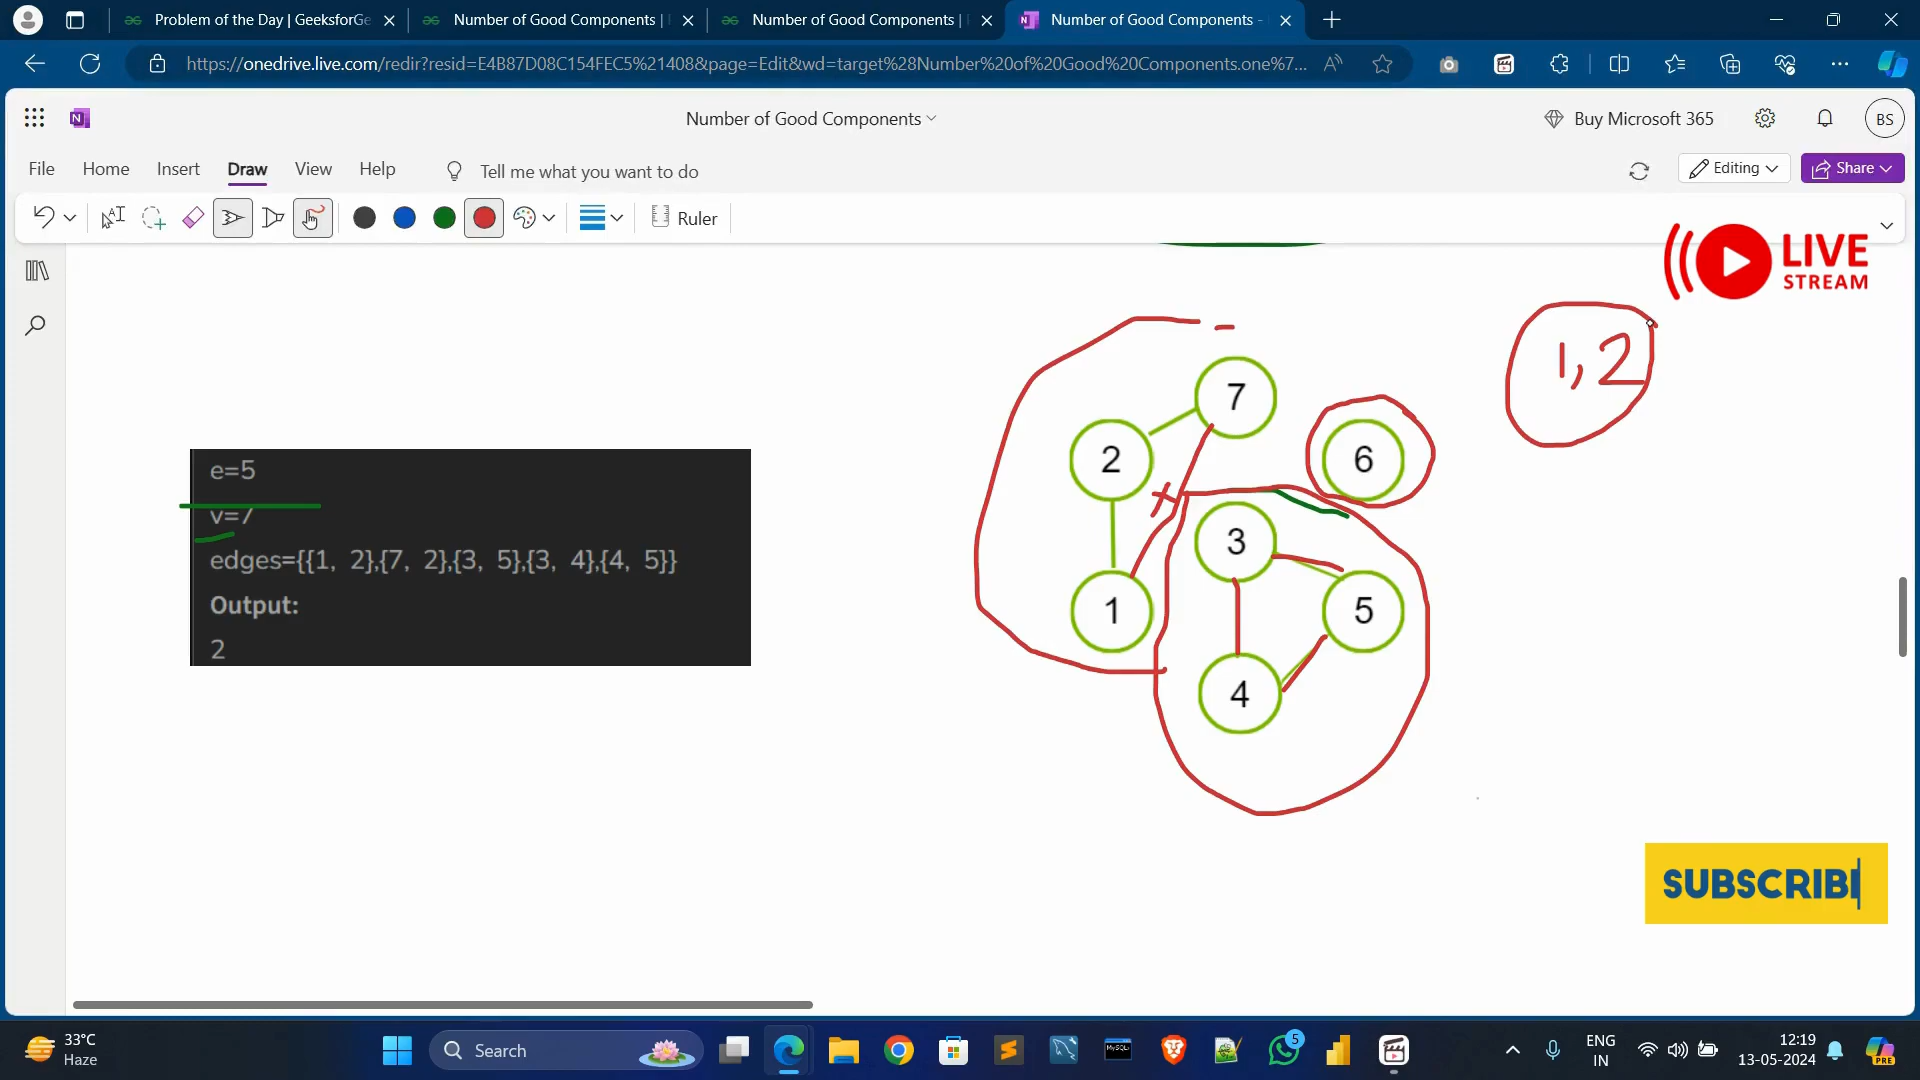 Problem of the Day | GeeksforGe
Number of Good Components |
Number of Good Components |
Number of Good Components -
https://onedrive.live.com/redir?resid=E4B87D08C154FEC5%21408&page=Edit&wd=target%28Number%20of%20Good%20Components.one%7...
Number of Good Components
Buy Microsoft 365
BS
File Home Insert Draw View Help Tell me what you want to do
Editing
Share
Ruler
LIVE
STREAM
1,2
7
2
6
3
1
5
4
e=5
v=7
edges={{1, 2},{7, 2},{3, 5},{3, 4},{4, 5}}
Output:
2
SUBSCRIBI
33°C
Haze
Search
MySQL
5
ENG
IN
12:19
13-05-2024
PRE